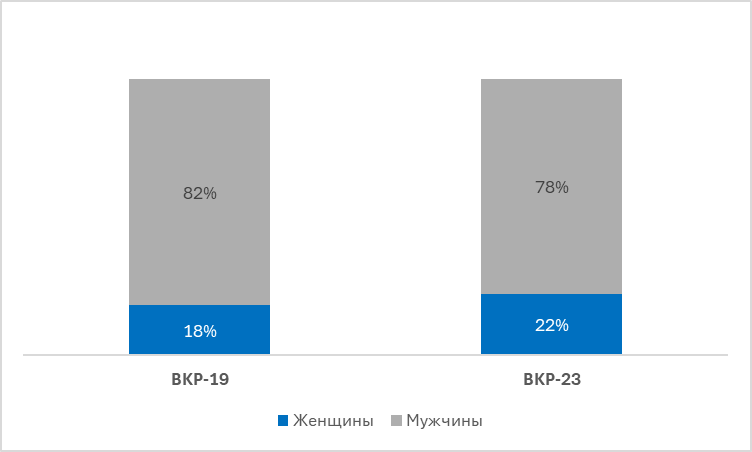 82%
78%
18%
22%
ВКР-19
ВКР-23
Женщины
Мужчины